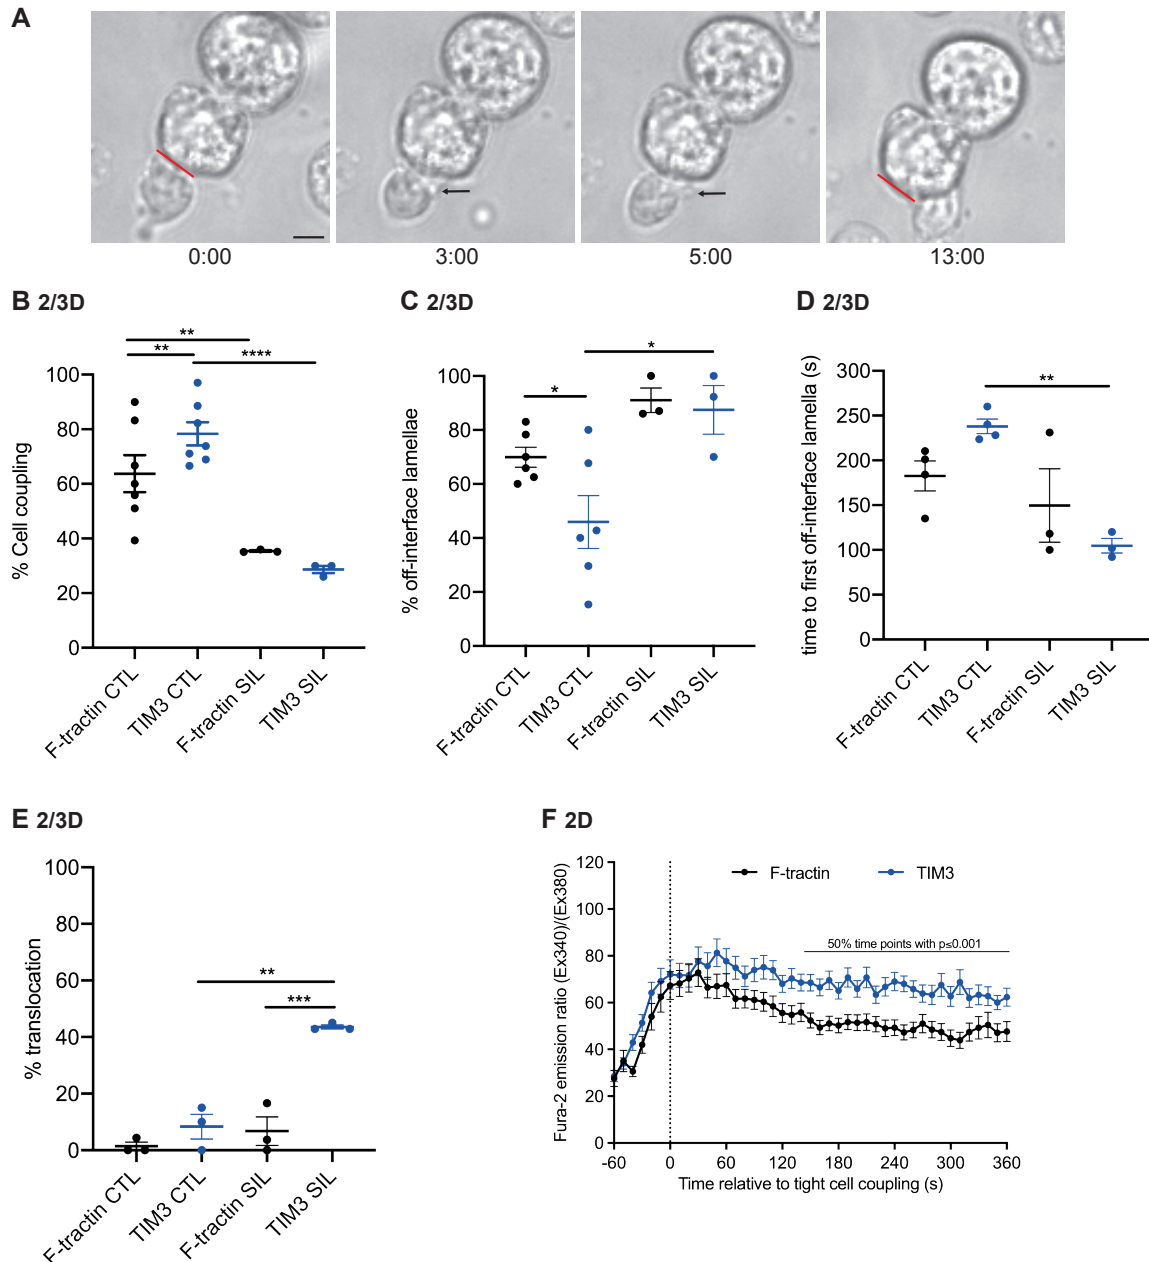 A
0:00
3:00
5:00
13:00
B 2/3D
% Cell coupling
100
80
60
40
20
0
**
**
****
F-tractin CTL
TIM3 CTL
F-tractin SIL
TIM3 SIL
C 2/3D
% off-interface lamellae
100
80
60
40
20
0
*
*
F-tractin CTL
TIM3 CTL
F-tractin SIL
TIM3 SIL
D 2/3D
time to first off-interface lamella (s)
300
250
200
150
100
50
0
**
F-tractin CTL
TIM3 CTL
F-tractin SIL
TIM3 SIL
E 2/3D
% translocation
100
80
60
40
20
0
**
***
F-tractin CTL
TIM3 CTL
F-tractin SIL
TIM3 SIL
F 2D
Fura-2 emission ratio (Ex340)/(Ex380)
120
100
80
60
40
20
0
F-tractin
TIM3
50% time points with p≤0.001
-60
0
60
120
180
240
300
360
Time relative to tight cell coupling (s)